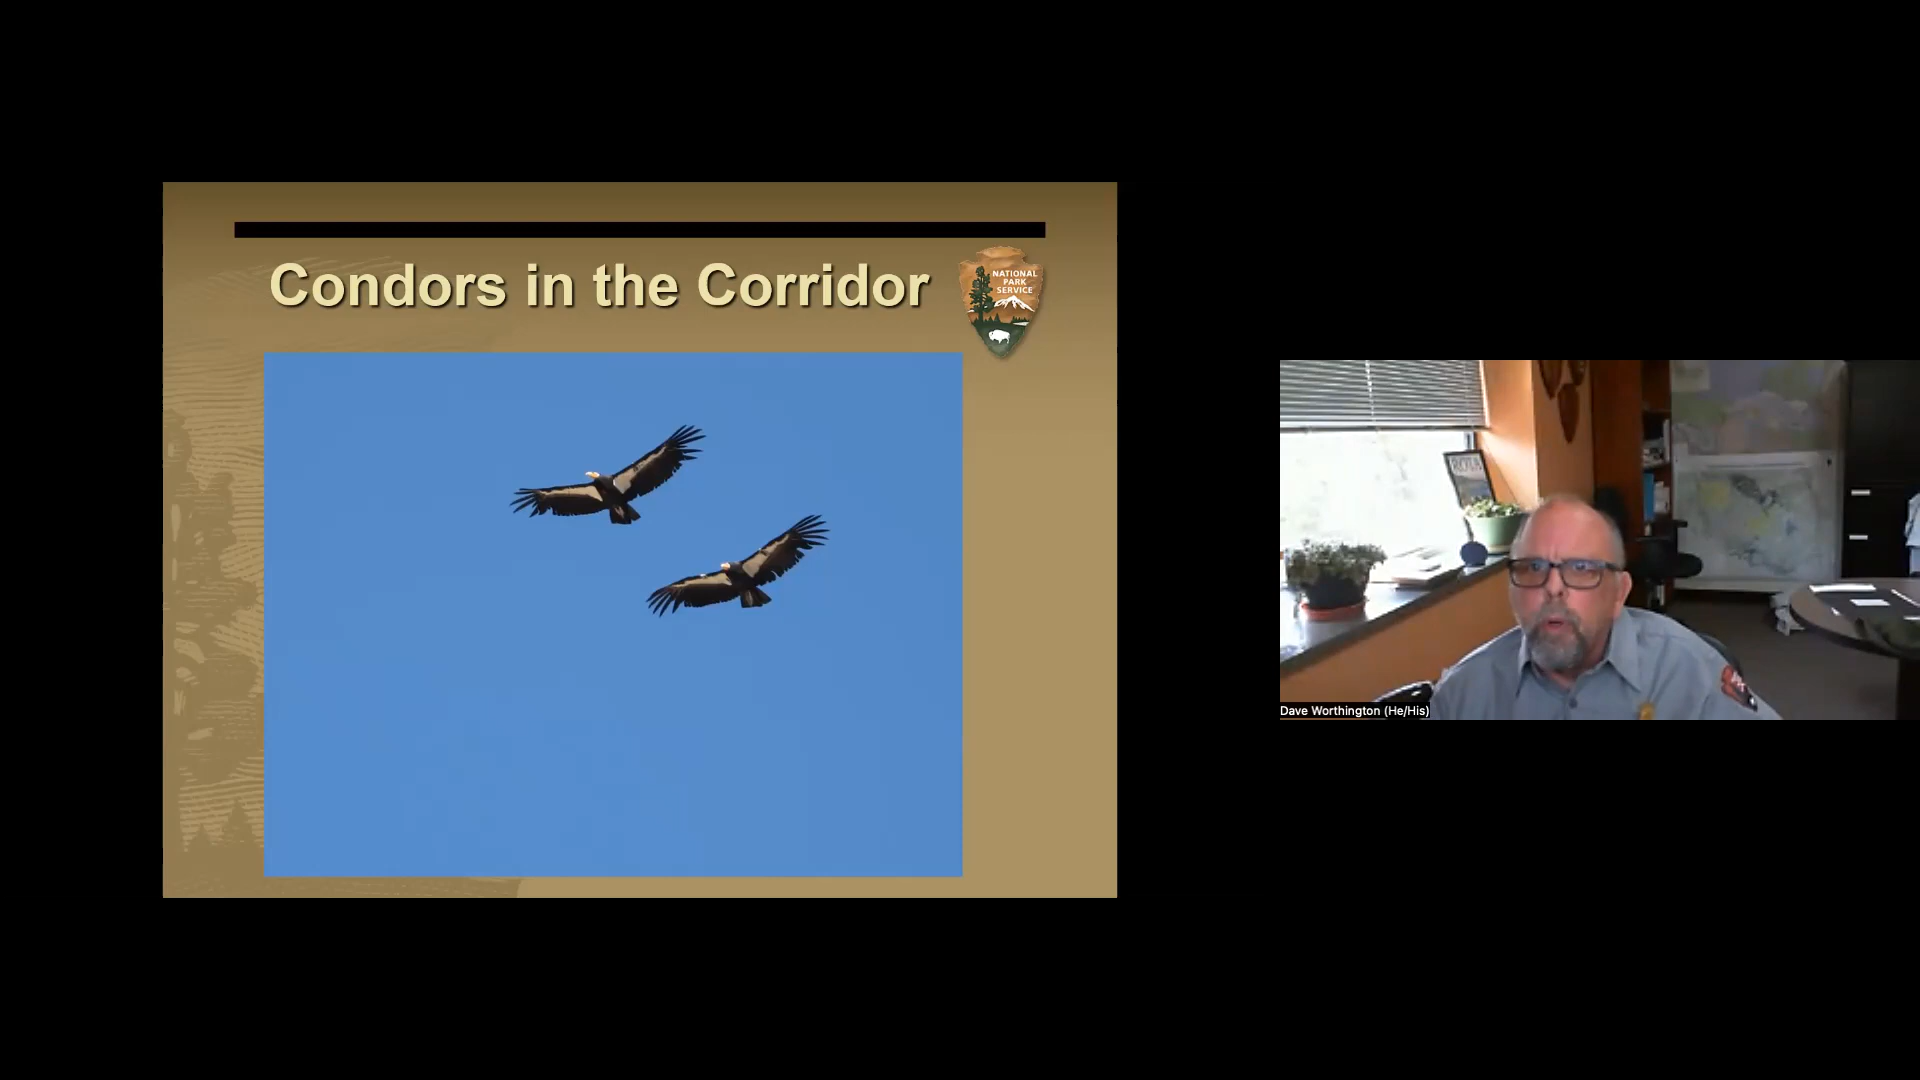 Condors in the Corridor
NATIONAL
PARK
SERVICE
Dave Worthington (He/His)